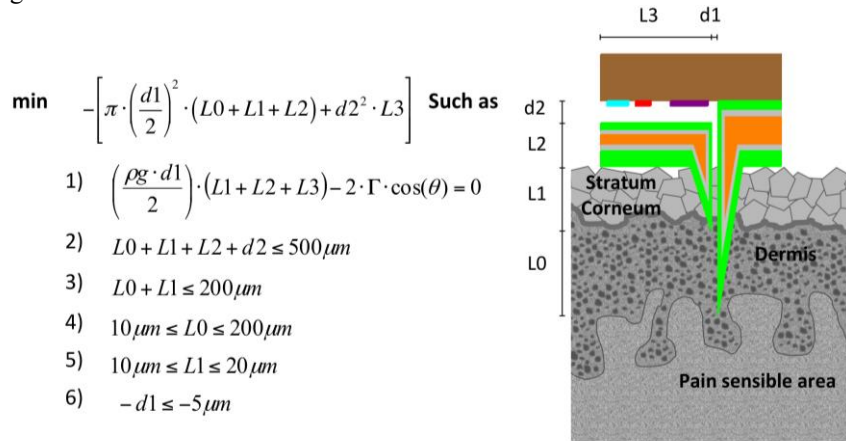 min −[π·(d1/2)²·(L0+L1+L2)+d2²·L3] Such as
1) (ρg·d1/2)·(L1+L2+L3)−2·Γ·cos(θ)=0
2) L0+L1+L2+d2≤500μm
3) L0+L1≤200μm
4) 10μm≤L0≤200μm
5) 10μm≤L1≤20μm
6) −d1≤−5μm
L3 d1
d2
L2
L1
L0
Stratum
Corneum
Dermis
Pain sensible area